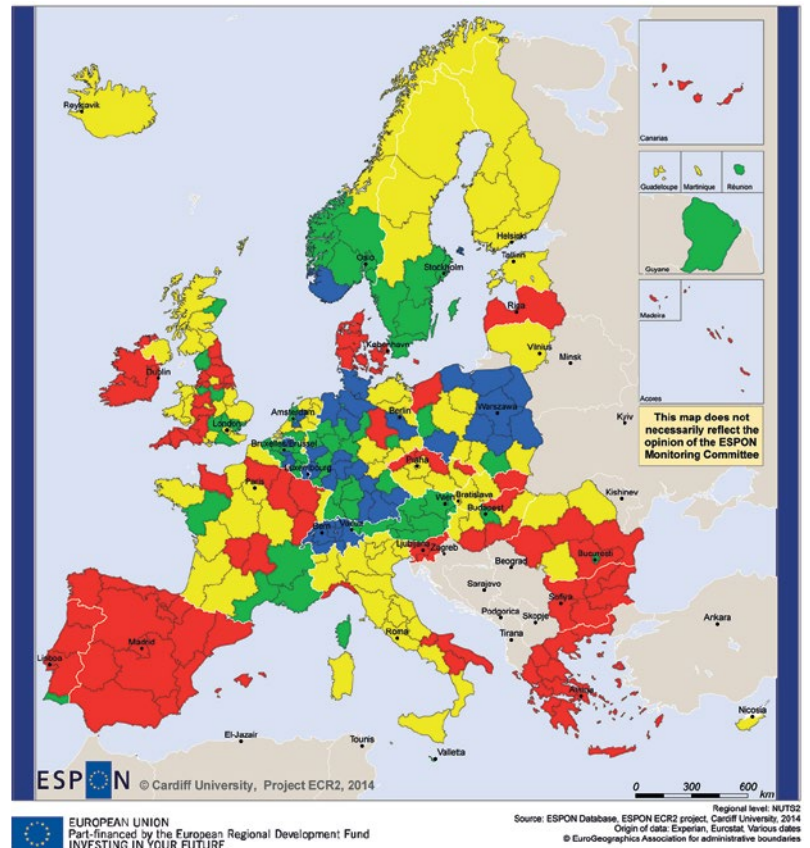 Reykjavik
Canarias
Guadeloupe
Martinique
Réunion
Guyane
Madeira
Acores
Helsinki
Tallinn
Oslo
Stockholm
Riga
København
Vilnius
Minsk
Dublin
This map does not
necessarily reflect the
opinion of the ESPON
Monitoring Committee
Amsterdam
Berlin
Warszawa
London
Kyiv
Bruxelles/Brussel
Luxembourg
Praha
Paris
Wien
Bratislava
Kishinev
Budapest
Bern
Vaduz
Ljubljana
Zagreb
Beograd
Bucuresti
Sarajevo
Sofiya
Podgorica
Skopje
Ankara
Roma
Tirana
Madrid
Lisboa
Athina
Nicosia
El-Jazair
Tounis
Valletta
ESPON © Cardiff University, Project ECR2, 2014
0 300 600
km
EUROPEAN UNION
Part-financed by the European Regional Development Fund
INVESTING IN YOUR FUTURE
Regional level: NUTS2
Source: ESPON Database, ESPON ECR2 project, Cardiff University, 2014
Origin of data: Experian, Eurostat, Various dates
© EuroGeographics Association for administrative boundaries